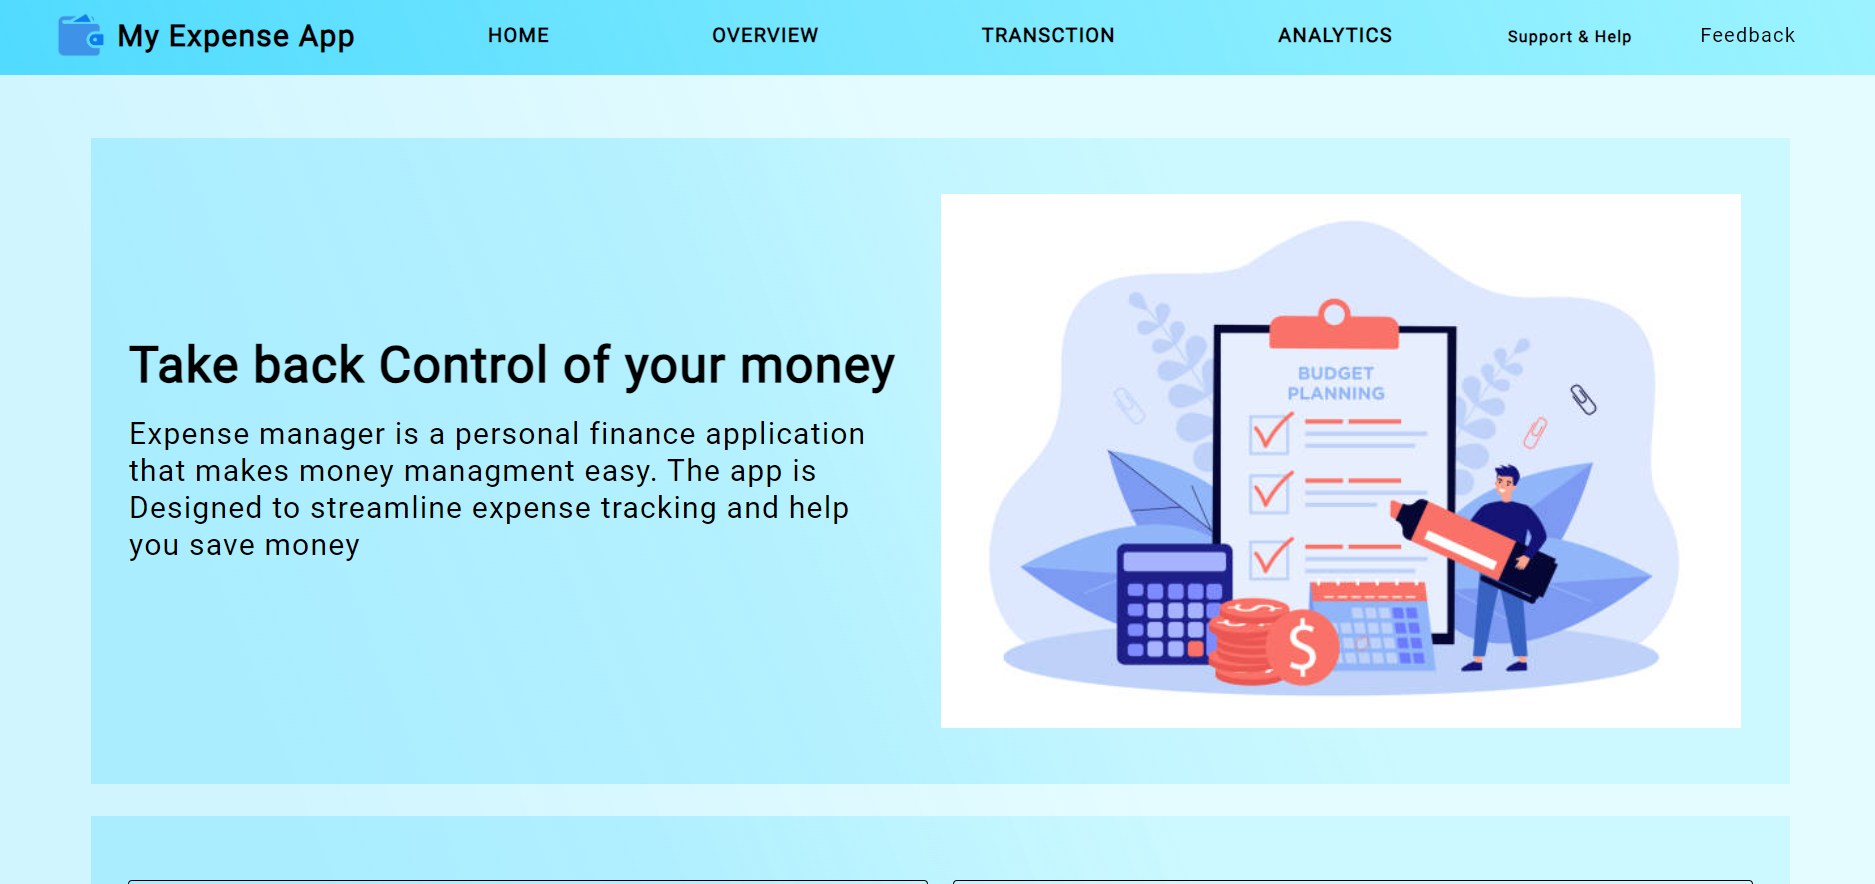 My Expense App
HOME
OVERVIEW
TRANSCTION
ANALYTICS
Support & Help
Feedback
Take back Control of your money
Expense manager is a personal finance application
that makes money managment easy. The app is
Designed to streamline expense tracking and help
you save money
BUDGET
PLANNING
$